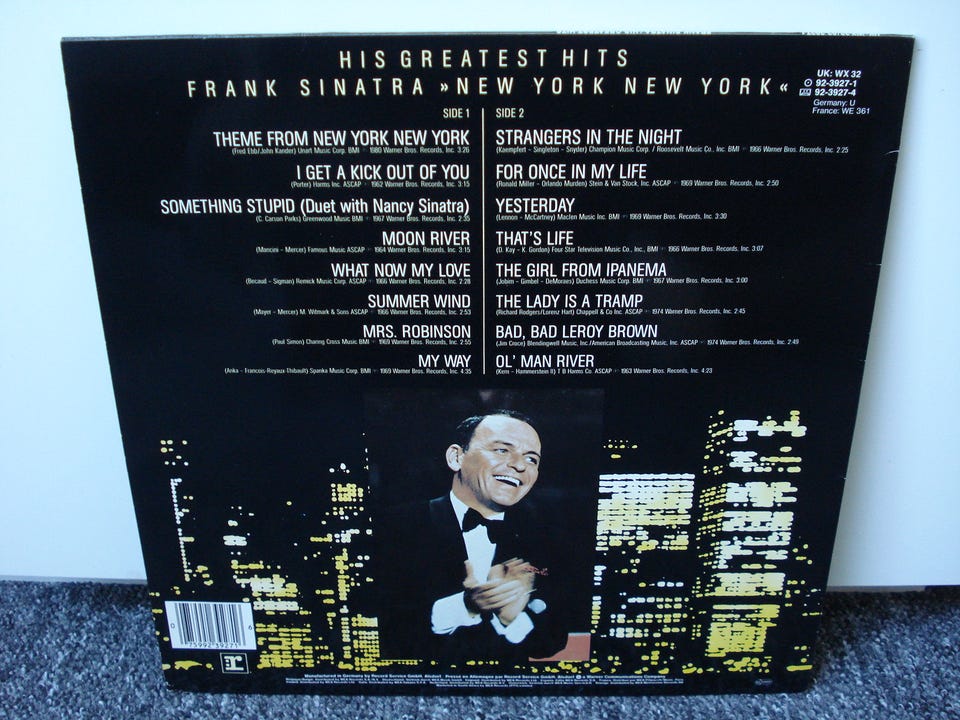 HIS GREATEST HITS
FRANK SINATRA »NEW YORK NEW YORK«
UK: WX 32
92-3927-1
92-3927-4
Germany: U
France: WE 361
SIDE 1
THEME FROM NEW YORK NEW YORK
(Fred Ebb/John Kander) Unart Music Corp. BMI 1980 Warner Bros. Records, Inc. 3:26
I GET A KICK OUT OF YOU
(Porter) Harms Inc. ASCAP 1962 Warner Bros. Records, Inc. 3:15
SOMETHING STUPID (Duet with Nancy Sinatra)
(C. Carson Parks) Greenwood Music BMI 1967 Warner Bros. Records, Inc. 2:35
MOON RIVER
(Mancini - Mercer) Famous Music ASCAP 1964 Warner Bros. Records, Inc. 3:15
WHAT NOW MY LOVE
(Becaud - Sigman) Remick Music Corp. ASCAP 1966 Warner Bros. Records, Inc. 2:28
SUMMER WIND
(Mayer - Mercer) M. Witmark & Sons ASCAP 1966 Warner Bros. Records, Inc. 2:53
MRS. ROBINSON
(Paul Simon) Charing Cross Music BMI 1969 Warner Bros. Records, Inc. 2:55
MY WAY
(Anka - Francois-Revaux-Thibault) Spanka Music Corp. BMI 1969 Warner Bros. Records, Inc. 4:35
SIDE 2
STRANGERS IN THE NIGHT
(Kaempfert - Singleton - Snyder) Champion Music Corp. / Roosevelt Music Co., Inc. BMI 1966 Warner Bros. Records, Inc. 2:25
FOR ONCE IN MY LIFE
(Ronald Miller - Orlando Murden) Stein & Van Stock, Inc. ASCAP 1969 Warner Bros. Records, Inc. 2:50
YESTERDAY
(Lennon - McCartney) Maclen Music Inc. BMI 1969 Warner Bros. Records, Inc. 3:30
THAT'S LIFE
(D. Kay - K. Gordon) Four Star Television Music Co., Inc., BMI 1966 Warner Bros. Records, Inc. 3:07
THE GIRL FROM IPANEMA
(Jobim - Gimbel - DeMoraes) Duchess Music Corp. BMI 1967 Warner Bros. Records, Inc. 3:00
THE LADY IS A TRAMP
(Richard Rodgers/Lorenz Hart) Chappell & Co Inc. ASCAP 1974 Warner Bros. Records, Inc. 2:45
BAD, BAD LEROY BROWN
(Jim Croce) Blendingwell Music, Inc./American Broadcasting Music, Inc. ASCAP 1974 Warner Bros. Records, Inc. 2:49
OL' MAN RIVER
(Kern - Hammerstein II) T B Harms Co. ASCAP 1963 Warner Bros. Records, Inc. 4:23
0 75992 39271 6
r
Manufactured in Germany by Record Service GmbH, Alsdorf Presse en Allemagne par Record Service GmbH, Alsdorf a Warner Communications Company